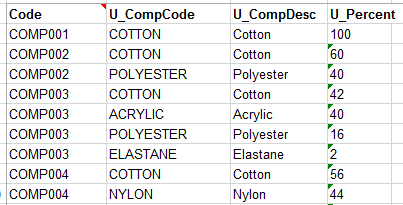 Code U_CompCode U_CompDesc U_Percent
COMP001 COTTON Cotton 100
COMP002 COTTON Cotton 60
COMP002 POLYESTER Polyester 40
COMP003 COTTON Cotton 42
COMP003 ACRYLIC Acrylic 40
COMP003 POLYESTER Polyester 16
COMP003 ELASTANE Elastane 2
COMP004 COTTON Cotton 56
COMP004 NYLON Nylon 44